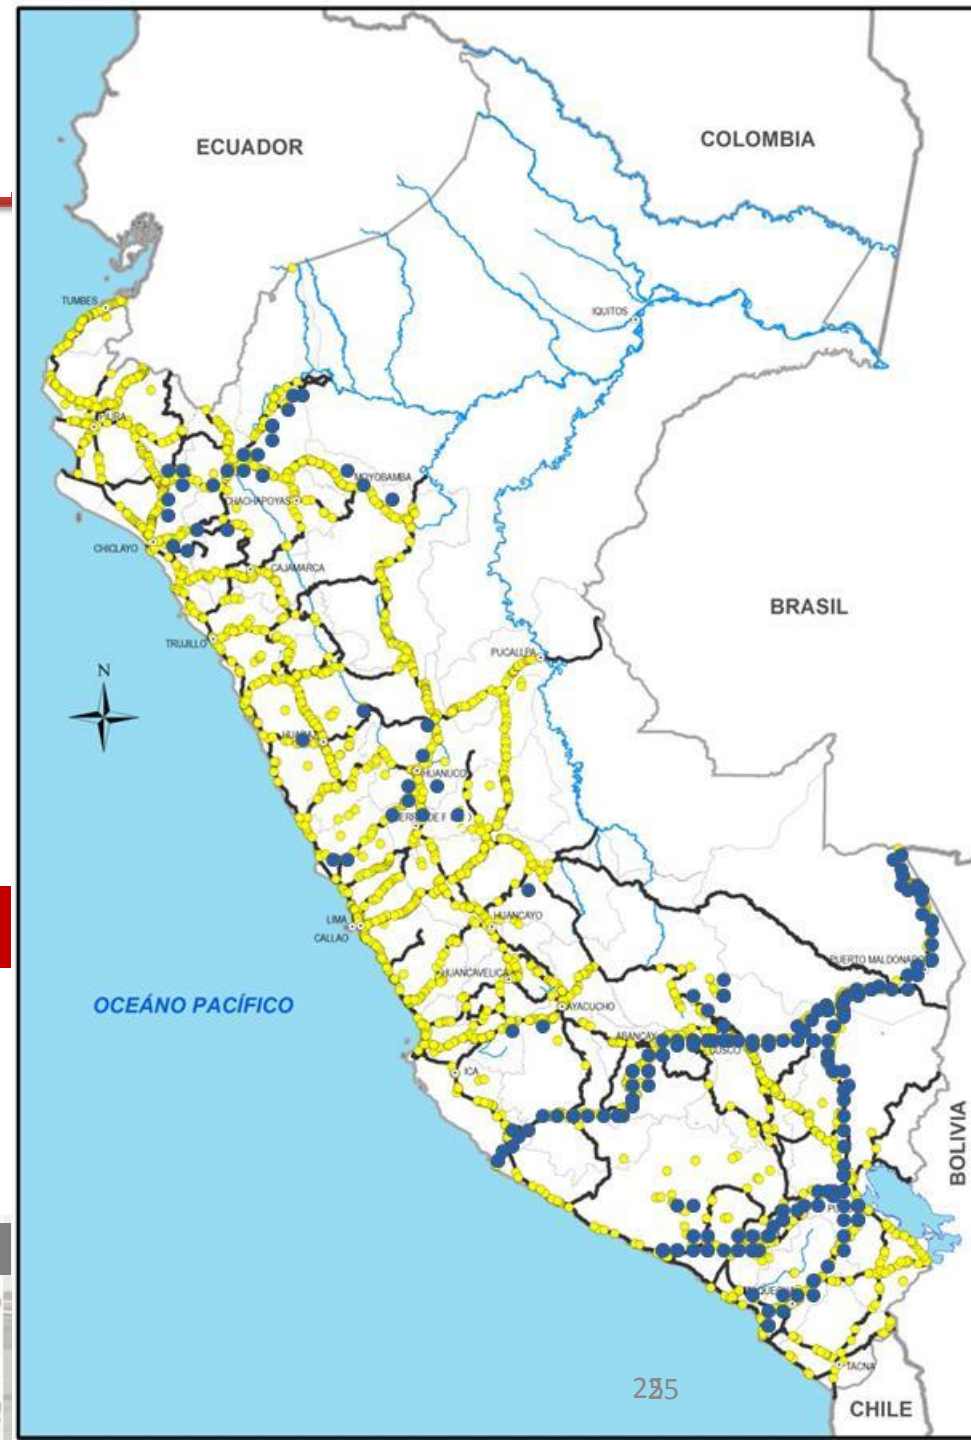 ECUADOR
COLOMBIA
TUMBES
IQUITOS
PIURA
MOYOBAMBA
CHACHAPOYAS
CHICLAYO
CAJAMARCA
BRASIL
TRUJILLO
PUCALLPA
N
HUANUCO
LIMA
CALLAO
HUANCAYO
PUERTO MALDONADO
HUANCAVELICA
OCEÁNO PACÍFICO
AYACUCHO
ABANCAY
CUSCO
ICA
BOLIVIA
TACNA
CHILE